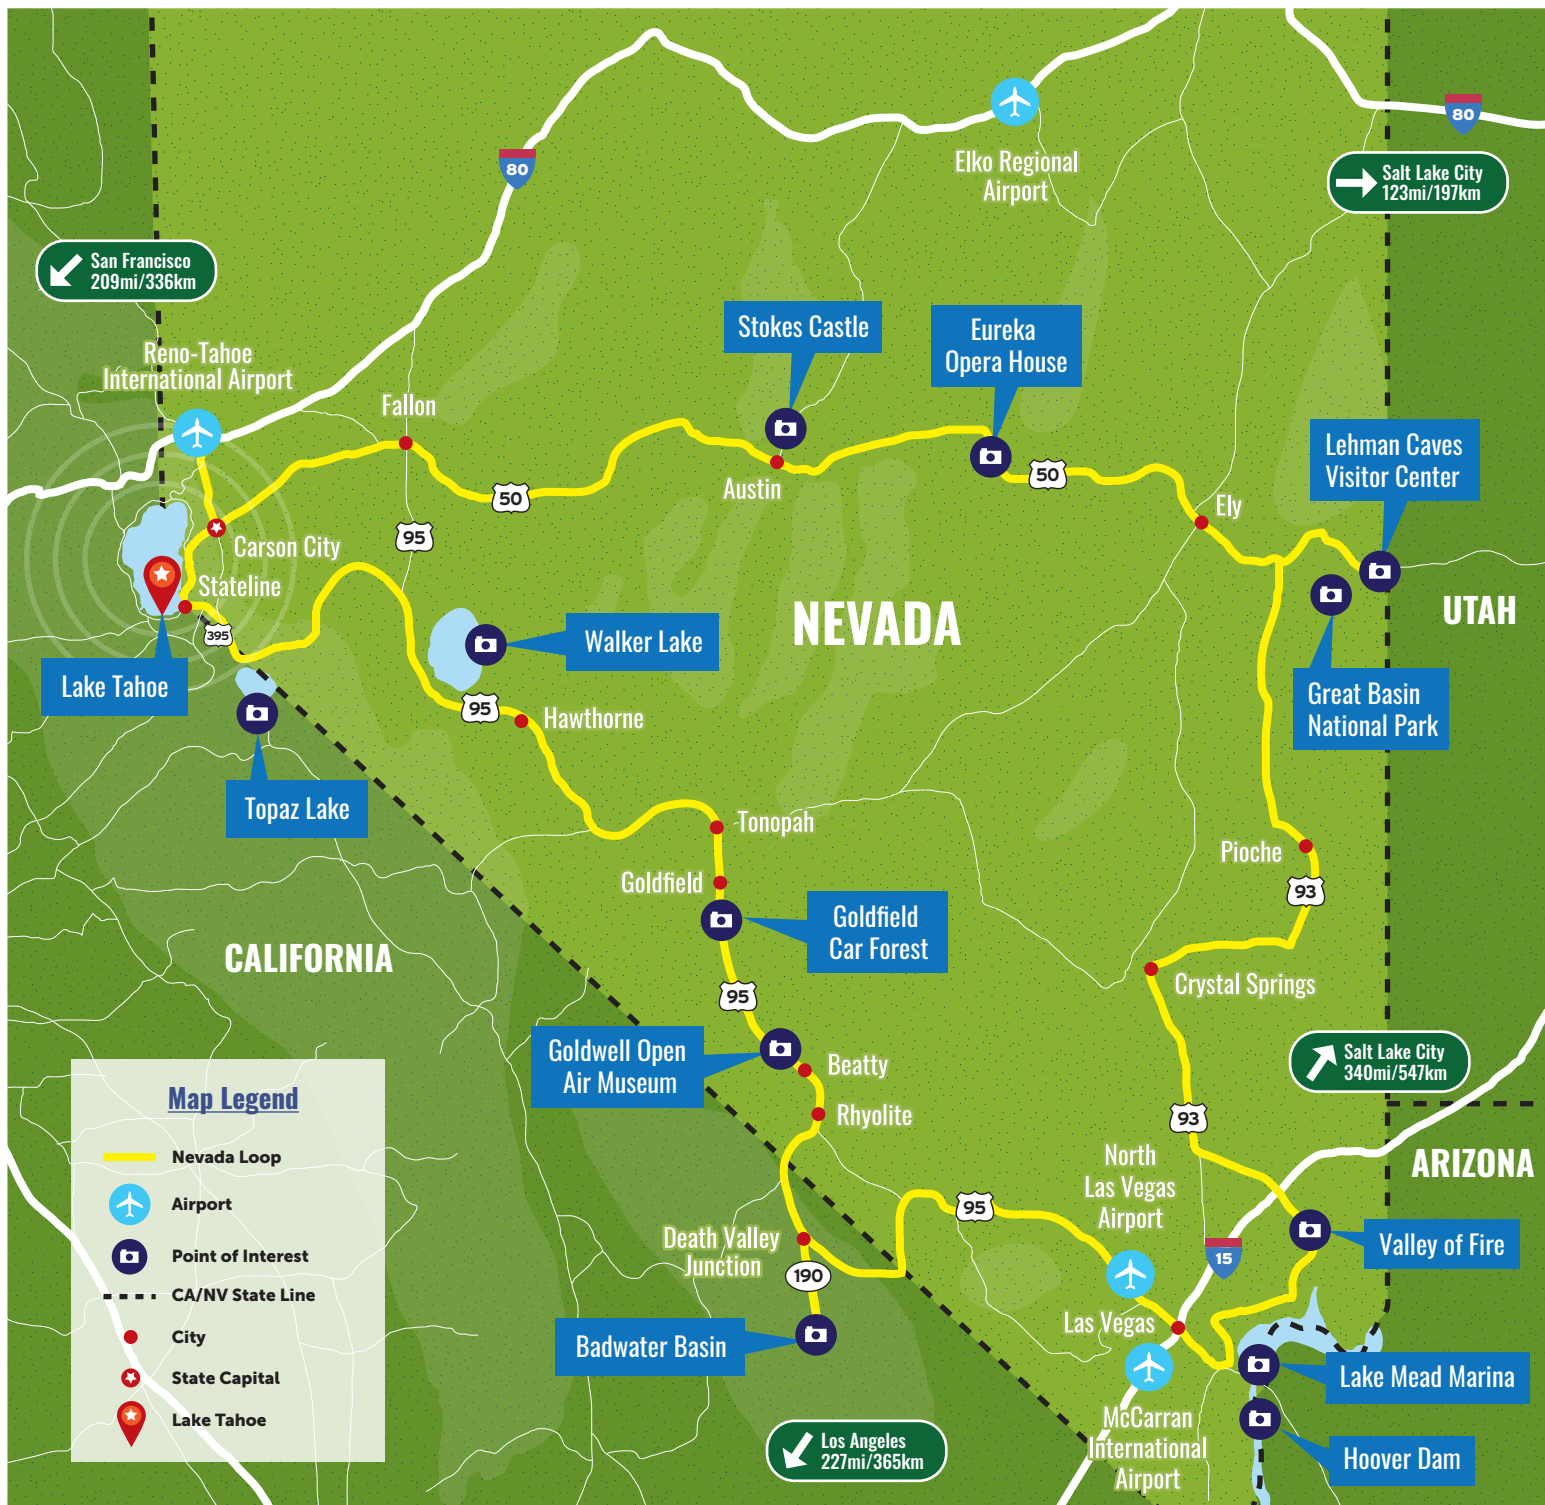 80
80
Elko Regional
Airport
Salt Lake City
123mi/197km
San Francisco
209mi/336km
Stokes Castle
Eureka
Opera House
Reno-Tahoe
International Airport
Fallon
Lehman Caves
Visitor Center
50
Austin
50
Ely
95
Carson City
Stateline
395
NEVADA
UTAH
Walker Lake
Lake Tahoe
Great Basin
National Park
95
Hawthorne
Topaz Lake
Tonopah
Pioche
Goldfield
93
Goldfield
Car Forest
CALIFORNIA
Crystal Springs
95
Goldwell Open
Air Museum
Beatty
Salt Lake City
340mi/547km
Rhyolite
93
ARIZONA
North
Las Vegas
Airport
95
Death Valley
Junction
190
15
Valley of Fire
Las Vegas
Badwater Basin
Lake Mead Marina
McCarran
International
Airport
Hoover Dam
Los Angeles
227mi/365km
Map Legend
Nevada Loop
Airport
Point of Interest
CA/NV State Line
City
State Capital
Lake Tahoe